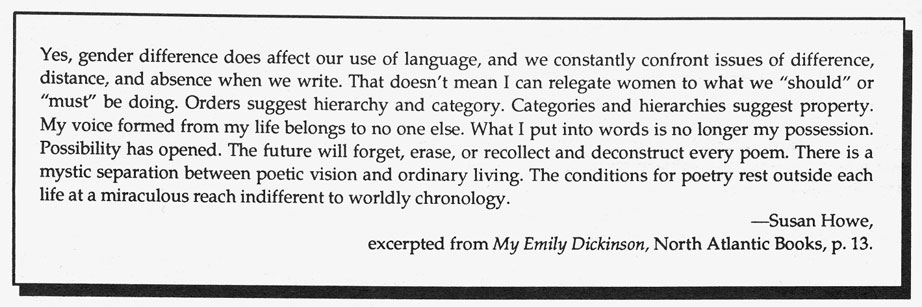 Yes, gender difference does affect our use of language, and we constantly confront issues of difference,
distance, and absence when we write. That doesn't mean I can relegate women to what we "should" or
"must" be doing. Orders suggest hierarchy and category. Categories and hierarchies suggest property.
My voice formed from my life belongs to no one else. What I put into words is no longer my possession.
Possibility has opened. The future will forget, erase, or recollect and deconstruct every poem. There is a
mystic separation between poetic vision and ordinary living. The conditions for poetry rest outside each
life at a miraculous reach indifferent to worldly chronology.
—Susan Howe,
excerpted from My Emily Dickinson, North Atlantic Books, p. 13.